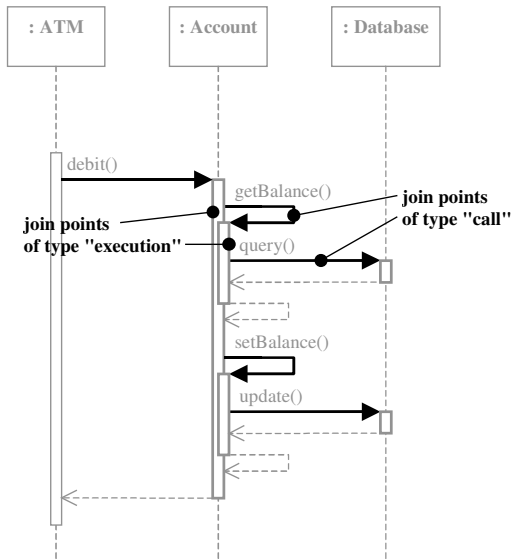 : ATM
: Account
: Database
debit()
getBalance()
join points
of type "call"
join points
of type "execution"
query()
setBalance()
update()